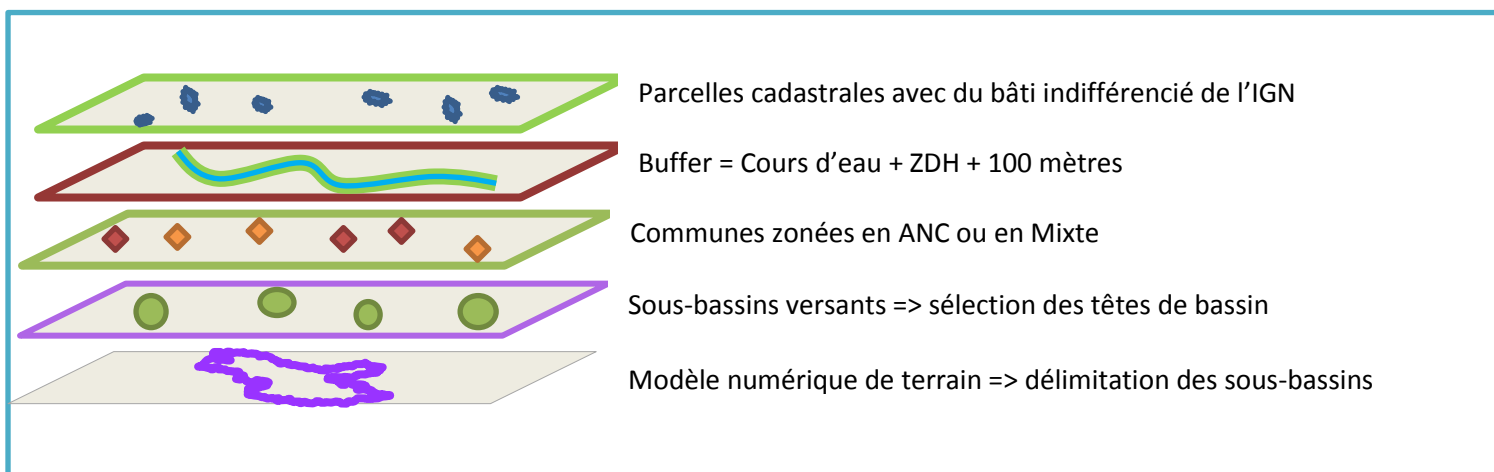 Parcelles cadastrales avec du bâti indifférencié de l’IGN
Buffer = Cours d’eau + ZDH + 100 mètres
Communes zonées en ANC ou en Mixte
Sous-bassins versants => sélection des têtes de bassin
Modèle numérique de terrain => délimitation des sous-bassins